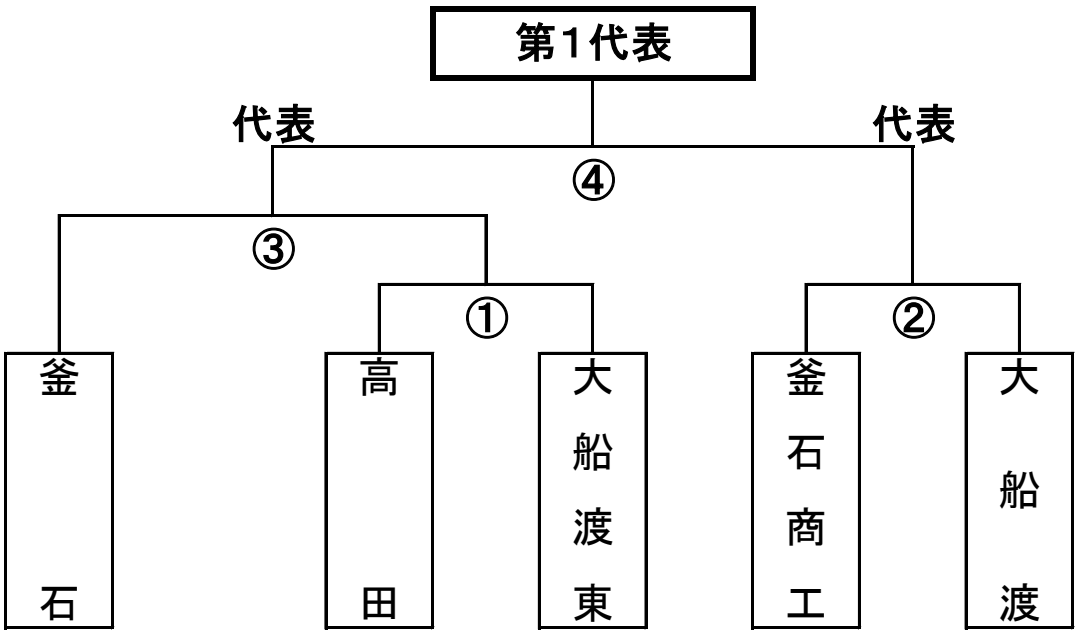 第1代表
代表
代表
④
③
①
②
釜石
高田
大船渡東
釜石商工
大船渡